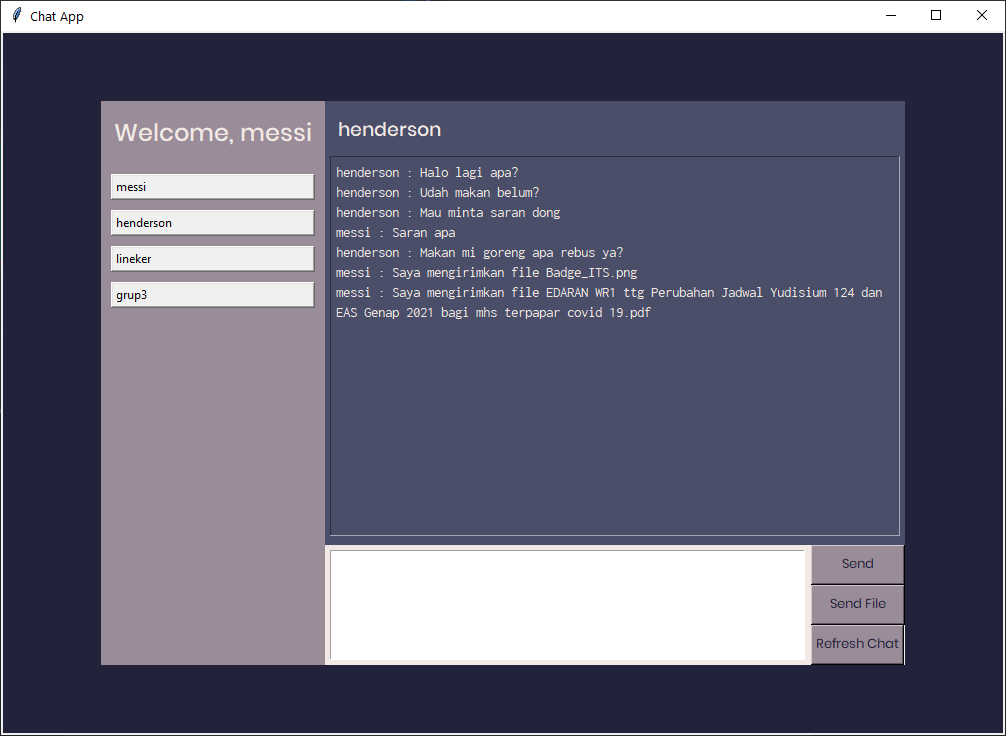 Chat App
Welcome, messi
messi
henderson
lineker
grup3
henderson
henderson : Halo lagi apa?
henderson : Udah makan belum?
henderson : Mau minta saran dong
messi : Saran apa
henderson : Makan mi goreng apa rebus ya?
messi : Saya mengirimkan file Badge_ITS.png
messi : Saya mengirimkan file EDARAN WR1 ttg Perubahan Jadwal Yudisium 124 dan
EAS Genap 2021 bagi mhs terpapar covid 19.pdf
Send
Send File
Refresh Chat